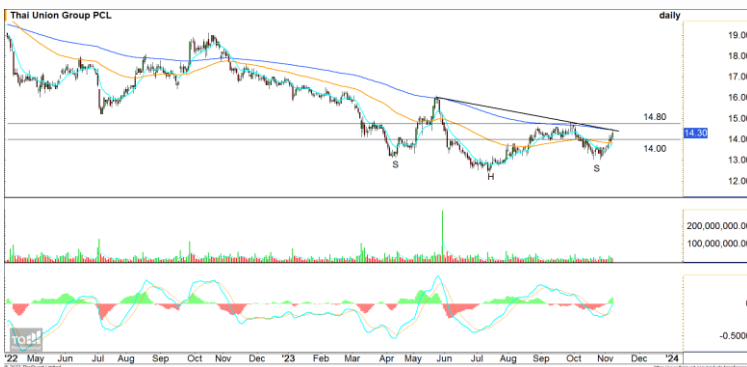 Thai Union Group PCL daily
19.00
18.00
17.00
16.00
15.00
14.80
14.30
14.00
14.00
13.00
12.00
S
H
S
200,000,000.00
100,000,000.00
-0.5000
'22 May Jun Jul Aug Sep Oct Nov Dec '23 Feb Mar Apr May Jun Jul Aug Sep Oct Nov Dec '24